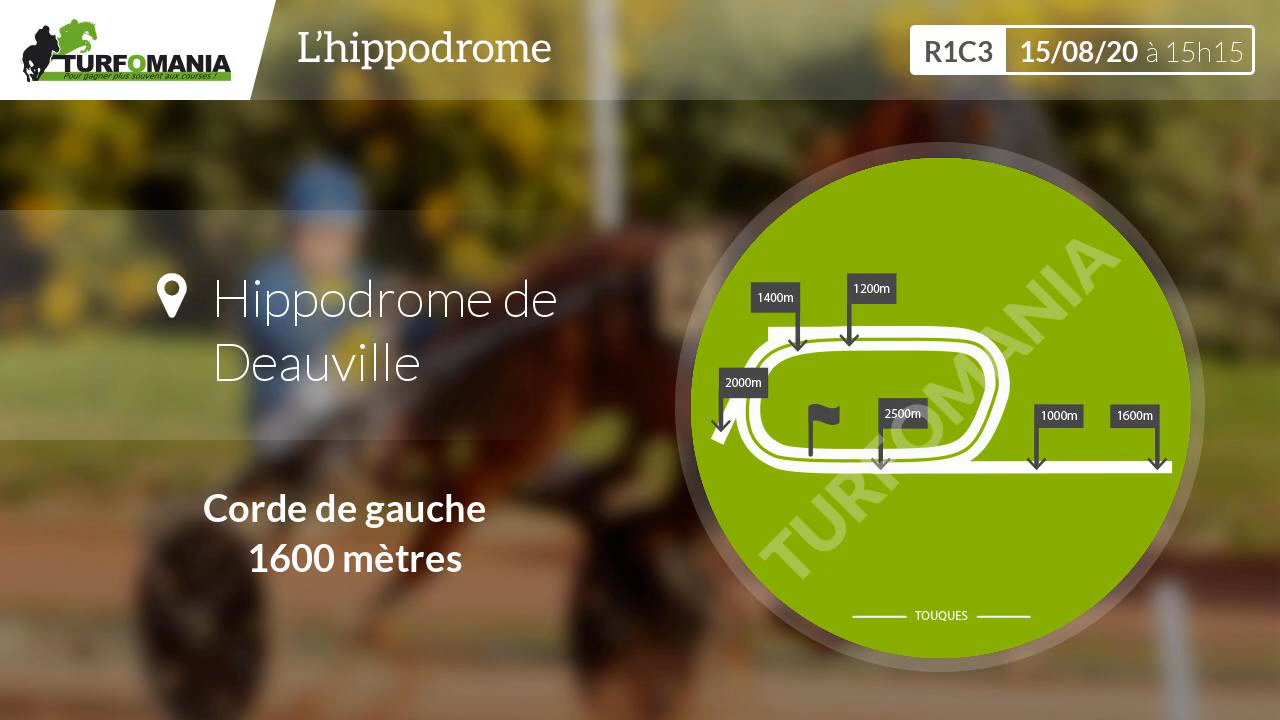 TURFOMANIA
Pour gagner plus souvent aux courses !
L'hippodrome
R1C3 15/08/20 à 15h15
Hippodrome de
Deauville
Corde de gauche
1600 mètres
1400m
1200m
2000m
2500m
1000m
1600m
TURFOMANIA
TOUQUES